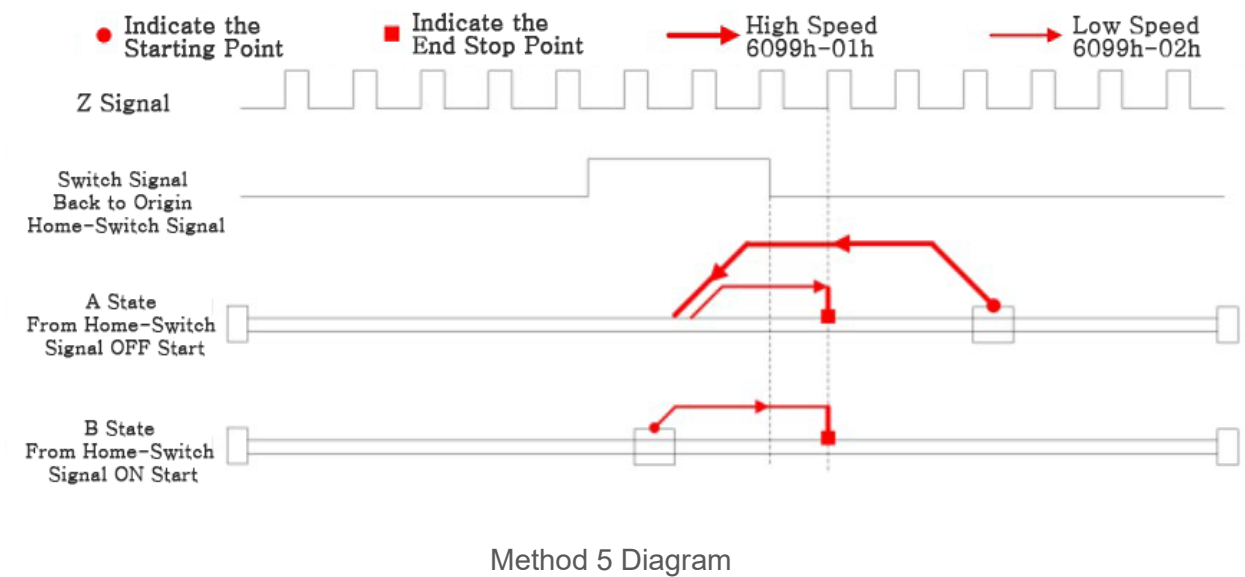 Indicate the
Starting Point
Indicate the
End Stop Point
High Speed
6099h-01h
Low Speed
6099h-02h
Z Signal
Switch Signal
Back to Origin
Home-Switch Signal
A State
From Home-Switch
Signal OFF Start
B State
From Home-Switch
Signal ON Start
Method 5 Diagram